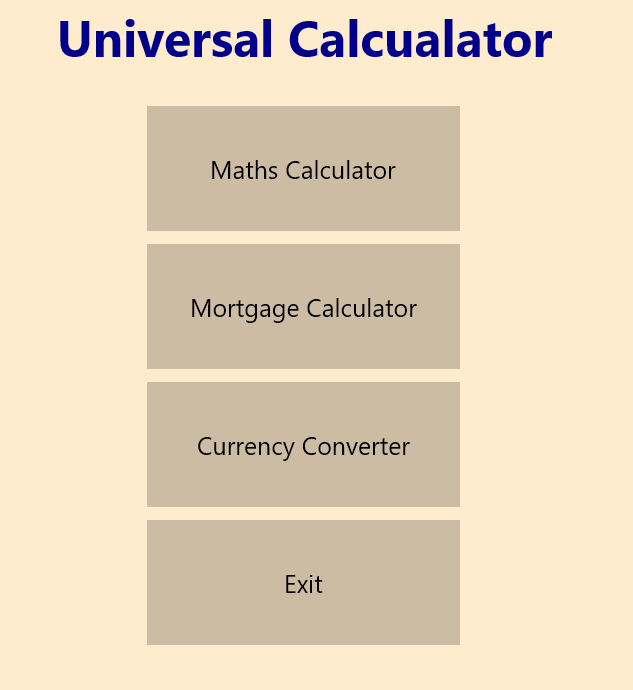 Universal Calcualator
Maths Calculator
Mortgage Calculator
Currency Converter
Exit